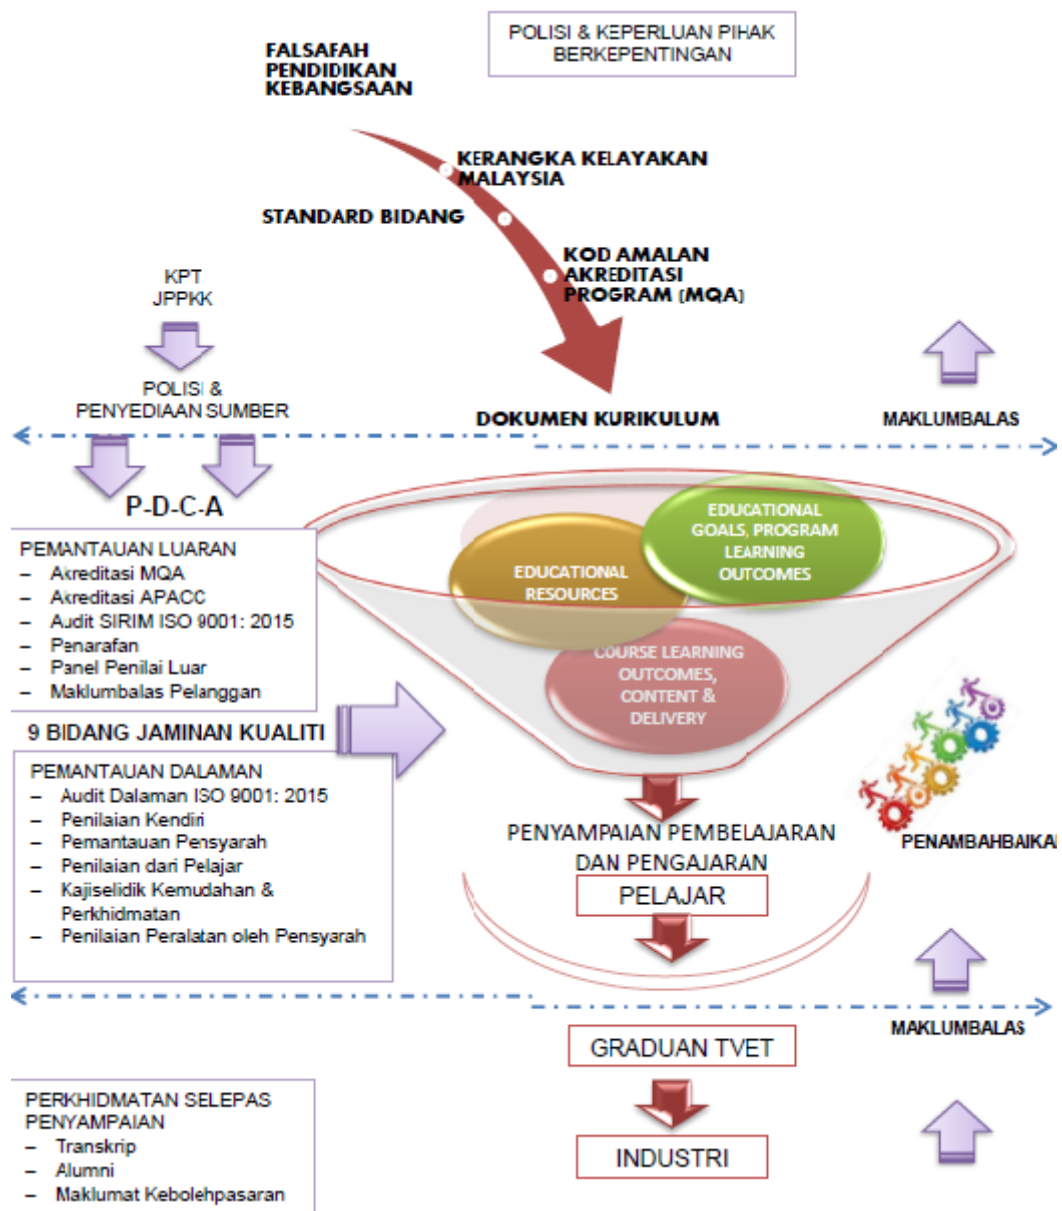 POLISI & KEPERLUAN PIHAK
BERKEPENTINGAN
FALSAFAH
PENDIDIKAN
KEBANGSAAN
KERANGKA KELAYAKAN
MALAYSIA
STANDARD BIDANG
KOD AMALAN
AKREDITASI
PROGRAM (MQA)
KPT
JPPKK
POLISI &
PENYEDIAAN SUMBER
DOKUMEN KURIKULUM
MAKLUMBALAS
P-D-C-A
PEMANTAUAN LUARAN
– Akreditasi MQA
– Akreditasi APACC
– Audit SIRIM ISO 9001: 2015
– Penarafan
– Panel Penilai Luar
– Maklumbalas Pelanggan
EDUCATIONAL
GOALS, PROGRAM
LEARNING
OUTCOMES
EDUCATIONAL
RESOURCES
COURSE LEARNING
OUTCOMES,
CONTENT &
DELIVERY
9 BIDANG JAMINAN KUALITI
PEMANTAUAN DALAMAN
– Audit Dalaman ISO 9001: 2015
– Penilaian Kendiri
– Pemantauan Pensyarah
– Penilaian dari Pelajar
– Kajiselidik Kemudahan &
Perkhidmatan
– Penilaian Peralatan oleh Pensyarah
PENYAMPAIAN PEMBELAJARAN
DAN PENGAJARAN
PELAJAR
PENAMBAHBAIKAN
MAKLUMBALAS
GRADUAN TVET
INDUSTRI
PERKHIDMATAN SELEPAS
PENYAMPAIAN
– Transkrip
– Alumni
– Maklumat Kebolehpasaran